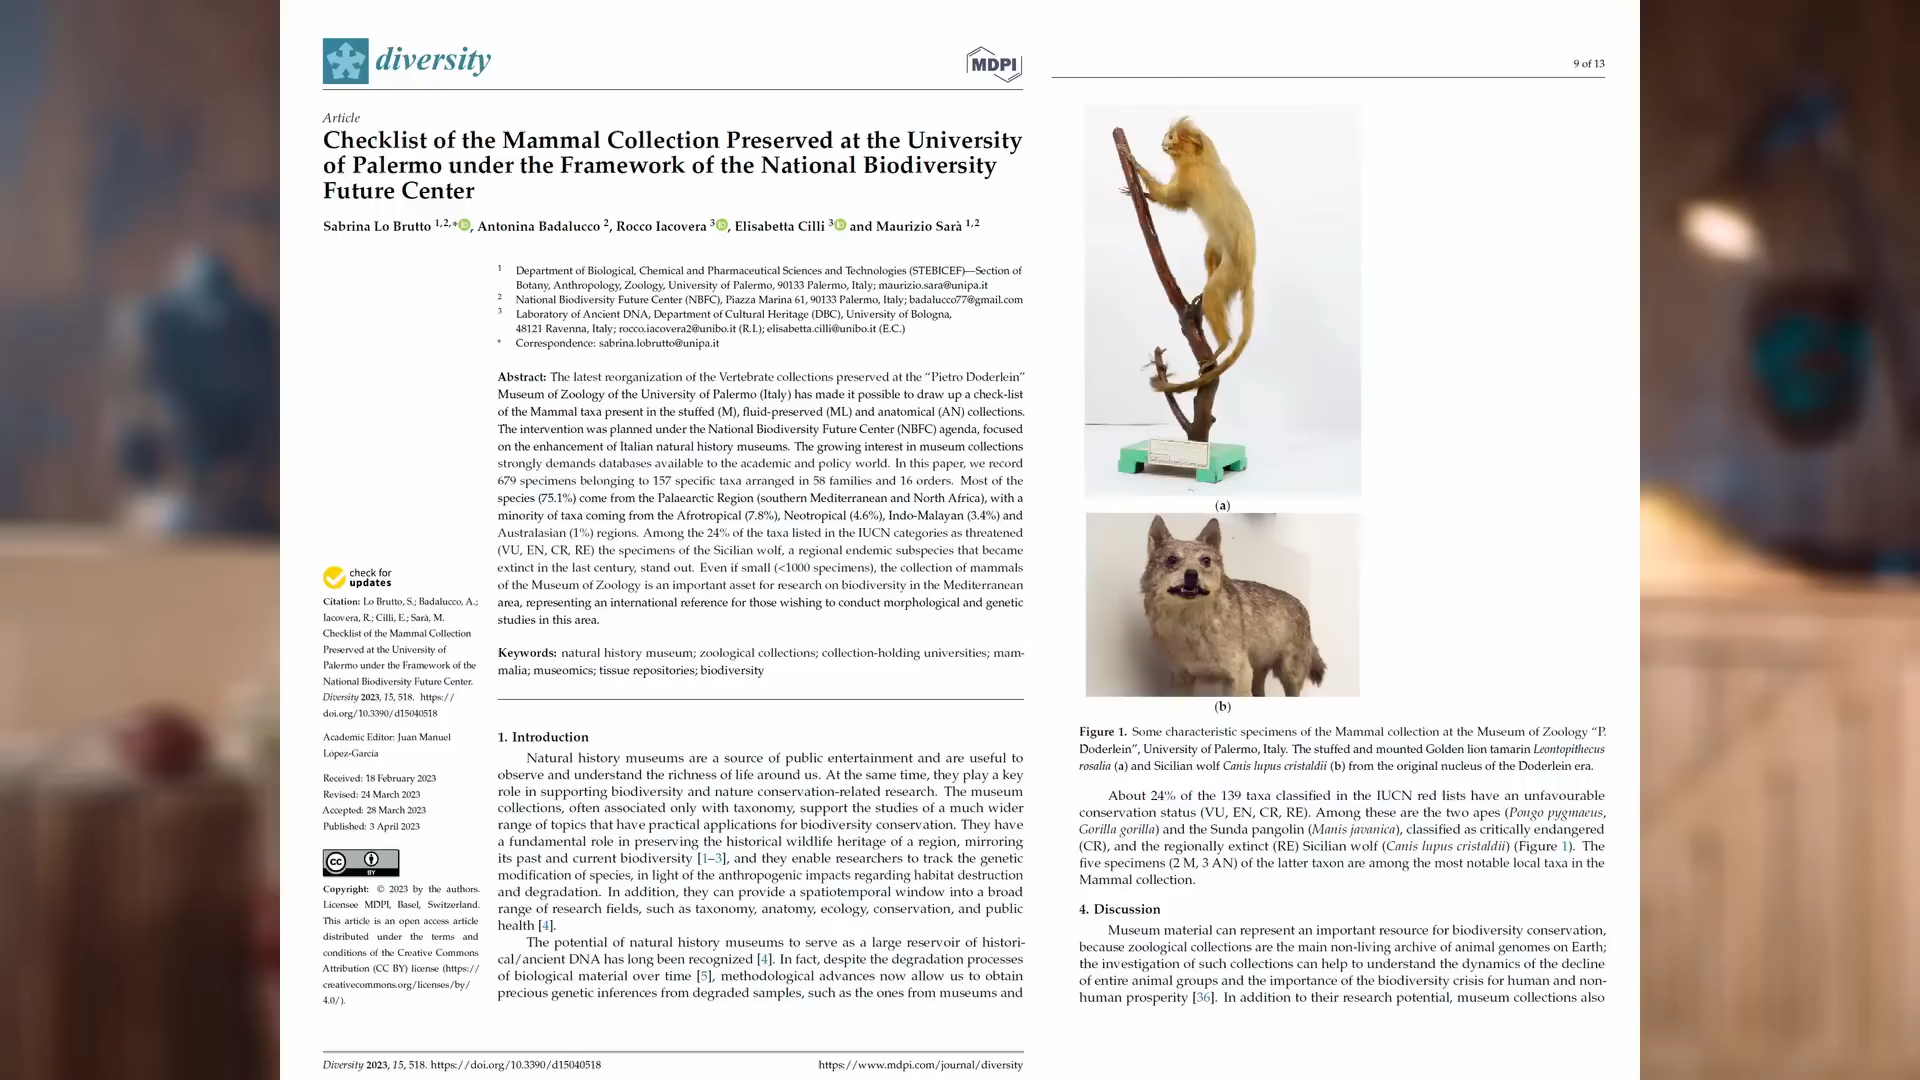 diversity
MDPI
Article
Checklist of the Mammal Collection Preserved at the University
of Palermo under the Framework of the National Biodiversity
Future Center
Sabrina Lo Brutto 1,2,* , Antonina Badalucco 2, Rocco Iacovera 3 , Elisabetta Cilli 3 and Maurizio Sarà 1,2
1 Department of Biological, Chemical and Pharmaceutical Sciences and Technologies (STEBICEF)—Section of
Botany, Anthropology, Zoology, University of Palermo, 90133 Palermo, Italy; maurizio.sara@unipa.it
2 National Biodiversity Future Center (NBFC), Piazza Marina 61, 90133 Palermo, Italy; badalucco77@gmail.com
3 Laboratory of Ancient DNA, Department of Cultural Heritage (DBC), University of Bologna,
48121 Ravenna, Italy; rocco.iacovera2@unibo.it (R.I.); elisabetta.cilli@unibo.it (E.C.)
* Correspondence: sabrina.lobrutto@unipa.it
Abstract: The latest reorganization of the Vertebrate collections preserved at the “Pietro Doderlein”
Museum of Zoology of the University of Palermo (Italy) has made it possible to draw up a check-list
of the Mammal taxa present in the stuffed (M), fluid-preserved (ML) and anatomical (AN) collections.
The intervention was planned under the National Biodiversity Future Center (NBFC) agenda, focused
on the enhancement of Italian natural history museums. The growing interest in museum collections
strongly demands databases available to the academic and policy world. In this paper, we record
679 specimens belonging to 157 specific taxa arranged in 58 families and 16 orders. Most of the
species (75.1%) come from the Palaearctic Region (southern Mediterranean and North Africa), with a
minority of taxa coming from the Afrotropical (7.8%), Neotropical (4.6%), Indo-Malayan (3.4%) and
Australasian (1%) regions. Among the 24% of the taxa listed in the IUCN categories as threatened
(VU, EN, CR, RE) the specimens of the Sicilian wolf, a regional endemic subspecies that became
extinct in the last century, stand out. Even if small (<1000 specimens), the collection of mammals
of the Museum of Zoology is an important asset for research on biodiversity in the Mediterranean
area, representing an international reference for those wishing to conduct morphological and genetic
studies in this area.
Keywords: natural history museum; zoological collections; collection-holding universities; mam-
malia; museomics; tissue repositories; biodiversity
check for
updates
Citation: Lo Brutto, S.; Badalucco, A.;
Iacovera, R.; Cilli, E.; Sarà, M.
Checklist of the Mammal Collection
Preserved at the University of
Palermo under the Framework of the
National Biodiversity Future Center.
Diversity 2023, 15, 518. https://
doi.org/10.3390/d15040518
Academic Editor: Juan Manuel
López-García
Received: 18 February 2023
Revised: 24 March 2023
Accepted: 28 March 2023
Published: 3 April 2023
CC BY
Copyright: © 2023 by the authors.
Licensee MDPI, Basel, Switzerland.
This article is an open access article
distributed under the terms and
conditions of the Creative Commons
Attribution (CC BY) license (https://
creativecommons.org/licenses/by/
4.0/).
1. Introduction
Natural history museums are a source of public entertainment and are useful to
observe and understand the richness of life around us. At the same time, they play a key
role in supporting biodiversity and nature conservation-related research. The museum
collections, often associated only with taxonomy, support the studies of a much wider
range of topics that have practical applications for biodiversity conservation. They have
a fundamental role in preserving the historical wildlife heritage of a region, mirroring
its past and current biodiversity [1–3], and they enable researchers to track the genetic
modification of species, in light of the anthropogenic impacts regarding habitat destruction
and degradation. In addition, they can provide a spatiotemporal window into a broad
range of research fields, such as taxonomy, anatomy, ecology, conservation, and public
health [4].
The potential of natural history museums to serve as a large reservoir of histori-
cal/ancient DNA has long been recognized [4]. In fact, despite the degradation processes
of biological material over time [5], methodological advances now allow us to obtain
precious genetic inferences from degraded samples, such as the ones from museums and
Diversity 2023, 15, 518. https://doi.org/10.3390/d15040518
https://www.mdpi.com/journal/diversity
9 of 13
(a)
(b)
Figure 1. Some characteristic specimens of the Mammal collection at the Museum of Zoology “P.
Doderlein”, University of Palermo, Italy. The stuffed and mounted Golden lion tamarin Leontopithecus
rosalia (a) and Sicilian wolf Canis lupus cristaldii (b) from the original nucleus of the Doderlein era.
About 24% of the 139 taxa classified in the IUCN red lists have an unfavourable
conservation status (VU, EN, CR, RE). Among these are the two apes (Pongo pygmaeus,
Gorilla gorilla) and the Sunda pangolin (Manis javanica), classified as critically endangered
(CR), and the regionally extinct (RE) Sicilian wolf (Canis lupus cristaldii) (Figure 1). The
five specimens (2 M, 3 AN) of the latter taxon are among the most notable local taxa in the
Mammal collection.
4. Discussion
Museum material can represent an important resource for biodiversity conservation,
because zoological collections are the main non-living archive of animal genomes on Earth;
the investigation of such collections can help to understand the dynamics of the decline
of entire animal groups and the importance of the biodiversity crisis for human and non-
human prosperity [36]. In addition to their research potential, museum collections also